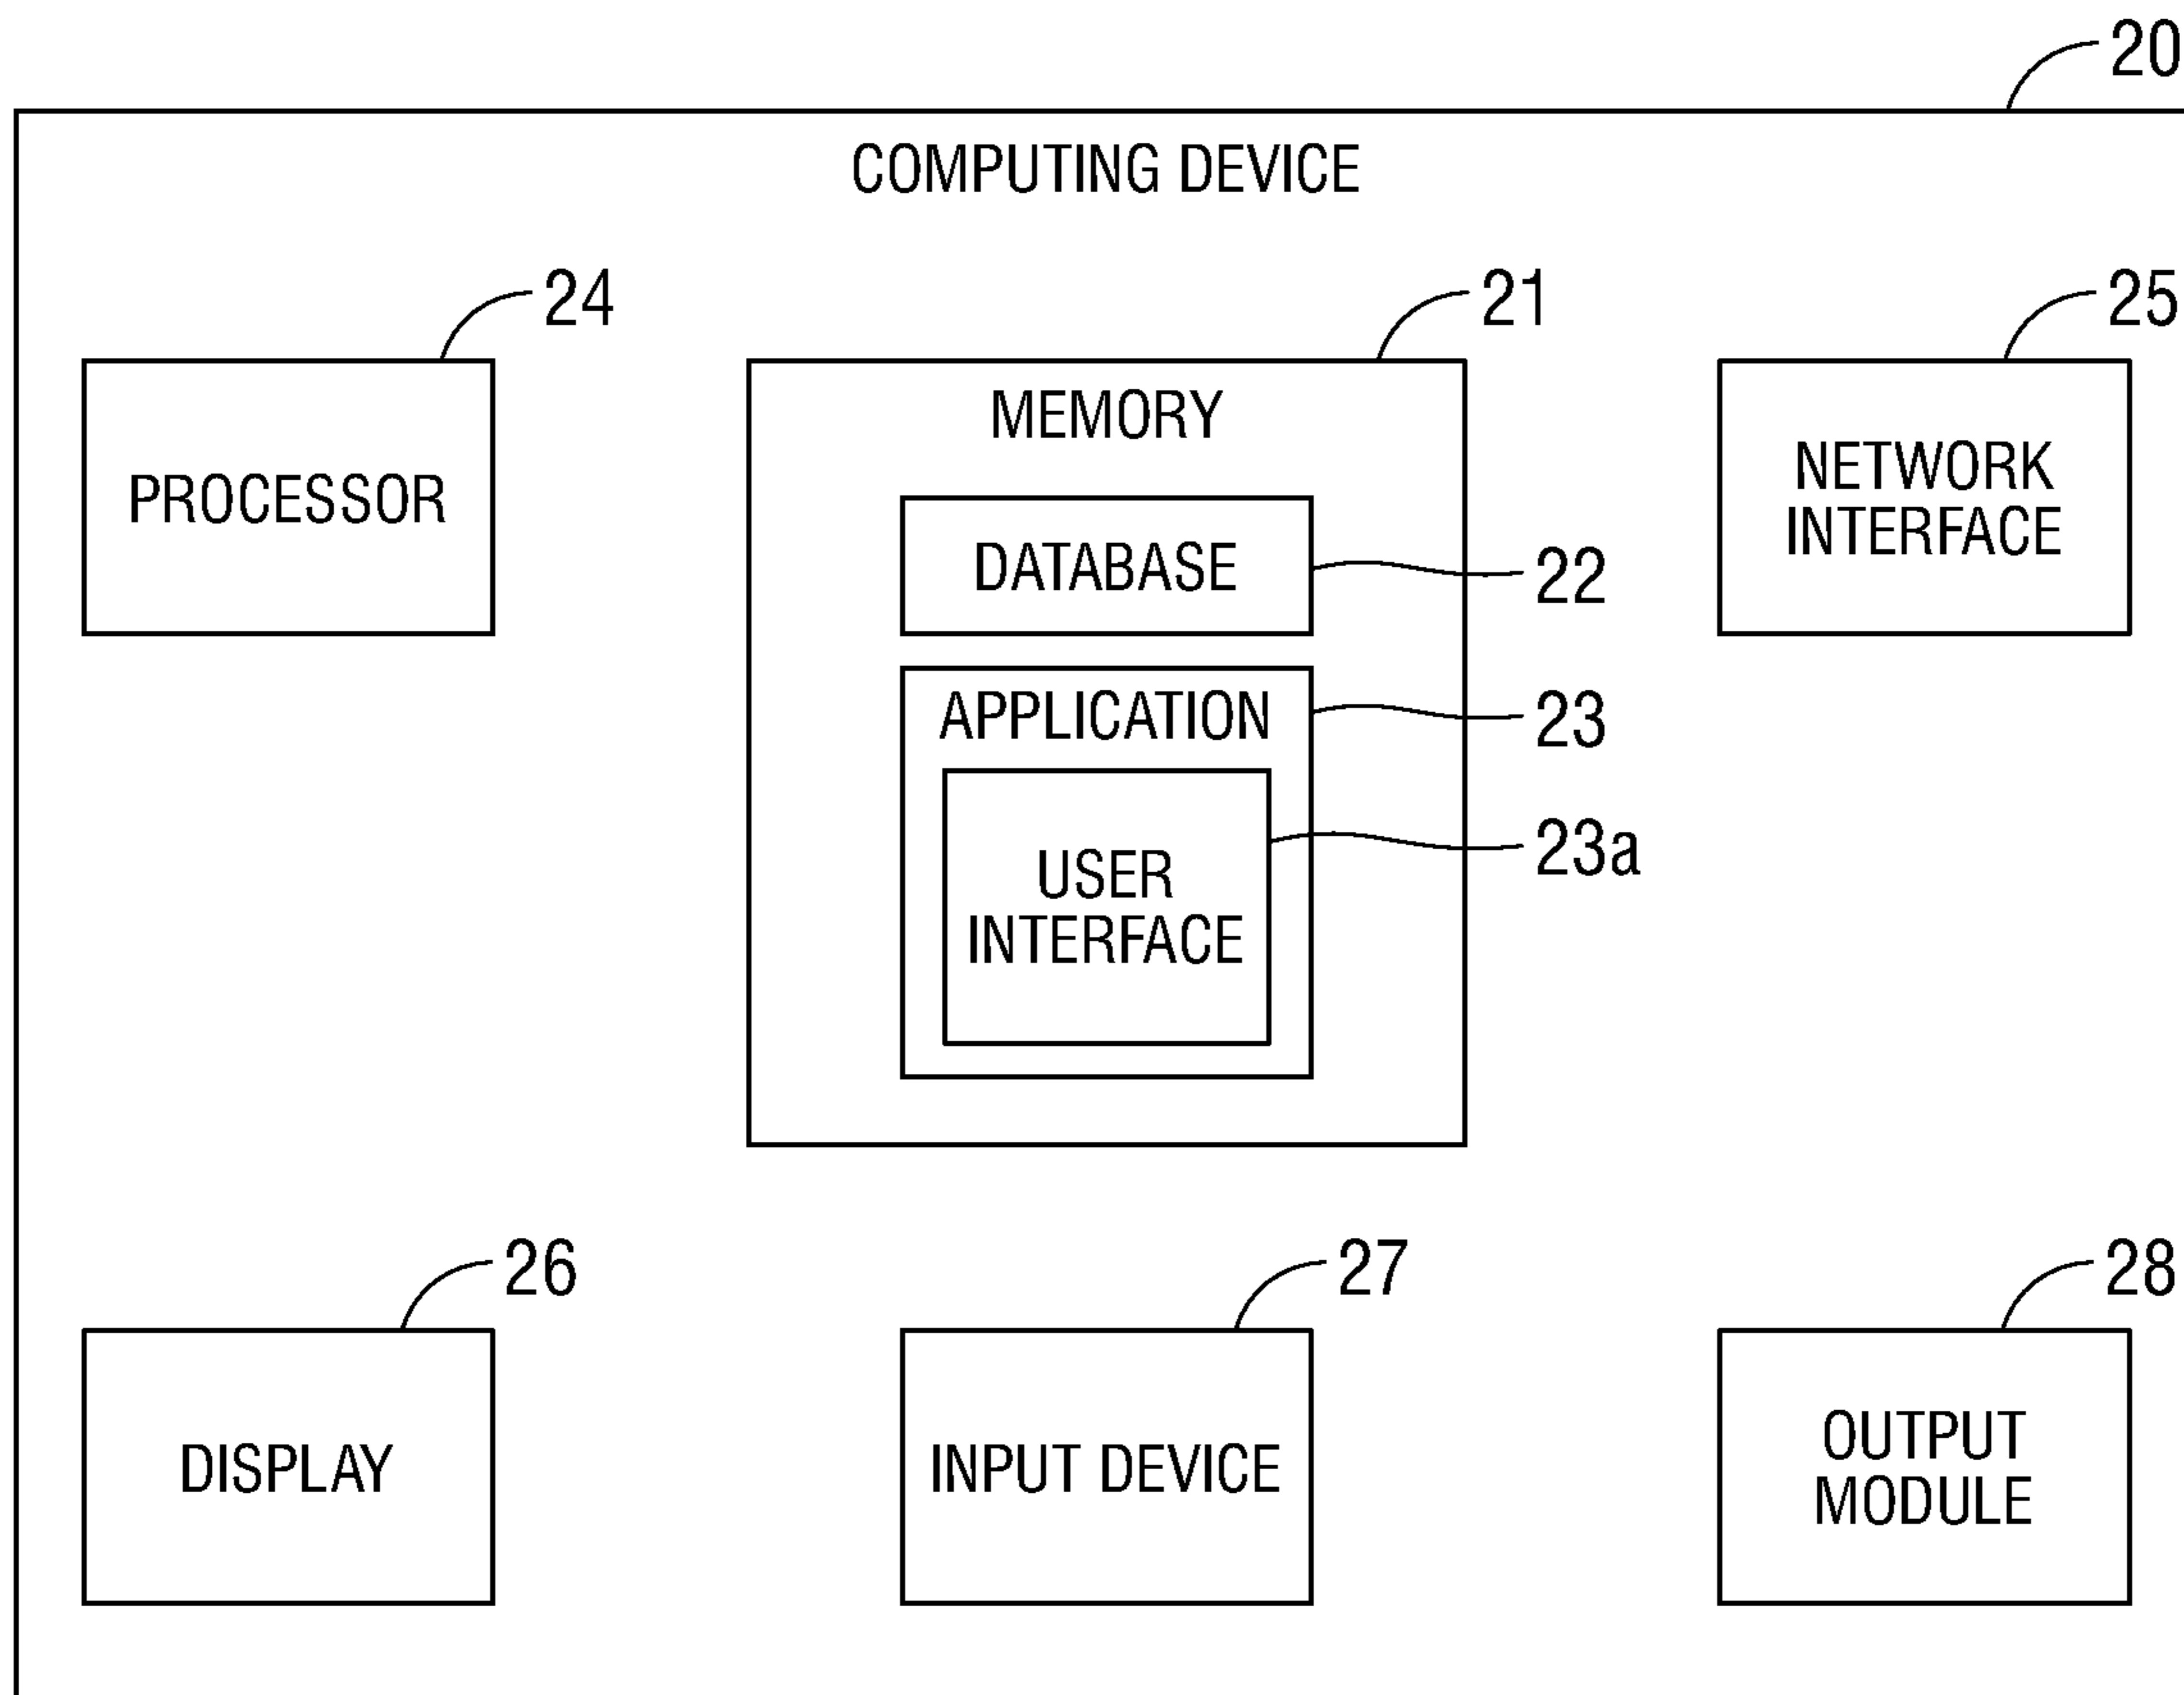 20
COMPUTING DEVICE
24
21
25
PROCESSOR
MEMORY
NETWORK
INTERFACE
DATABASE
22
APPLICATION
23
USER
INTERFACE
23a
26
27
28
DISPLAY
INPUT DEVICE
OUTPUT
MODULE